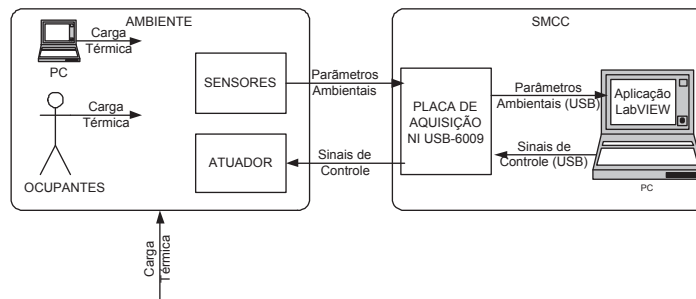 AMBIENTE
Carga
Térmica
PC
Carga
Térmica
OCUPANTES
SENSORES
ATUADOR
Parâmetros
Ambientais
Sinais de
Controle
Carga
Térmica
SMCC
PLACA DE
AQUISIÇÃO
NI USB-6009
Parâmetros
Ambientais (USB)
Sinais de
Controle (USB)
Aplicação
LabVIEW
PC